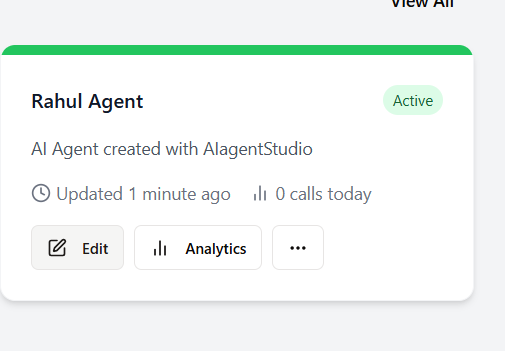 View All
Rahul Agent
Active
AI Agent created with AIagentStudio
Updated 1 minute ago
0 calls today
Edit
Analytics
...